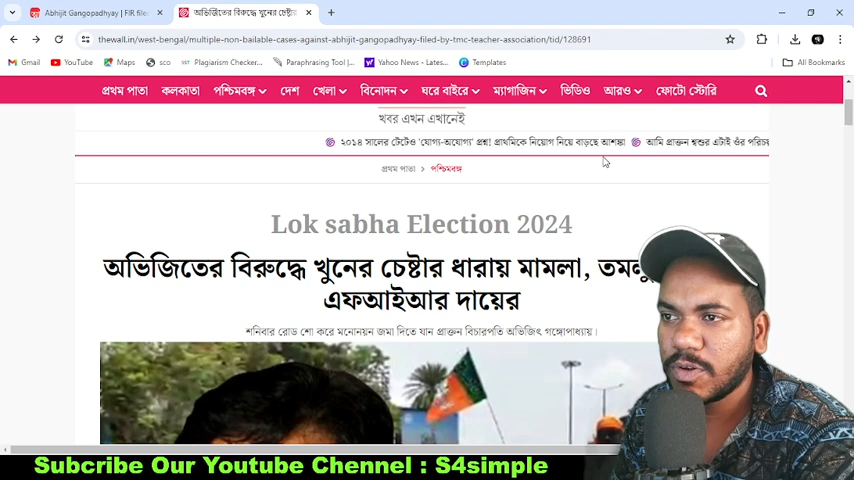 Abhijit Gangopadhyay | FIR filed
অভিজিতের বিরুদ্ধে খুনের চেষ্টার
thewall.in/west-bengal/multiple-non-bailable-cases-against-abhijit-gangopadhyay-filed-by-tmc-teacher-association/tid/128691
Gmail YouTube Maps sco Plagiarism Checker... Paraphrasing Tool |... Yahoo News - Lates... Templates All Bookmarks
প্রথম পাতা কলকাতা পশ্চিমবঙ্গ দেশ খেলা বিনোদন ঘরে বাইরে ম্যাগাজিন ভিডিও আরও ফোটো স্টোরি
খবর এখন এখানেই
২০১৪ সালের টেটেও 'যোগ্য-অযোগ্য' প্রশ্ন! প্রাথমিকে নিয়োগ নিয়ে বাড়ছে আশঙ্কা আমি প্রাক্তন শ্বশুর এটাই ওঁর পরিচয়
প্রথম পাতা > পশ্চিমবঙ্গ
Lok sabha Election 2024
অভিজিতের বিরুদ্ধে খুনের চেষ্টার ধারায় মামলা,
এফআইআর দায়ের
শনিবার রোড শো করে মনোনয়ন জমা দিতে যান প্রাক্তন বিচারপতি অভিজিৎ গঙ্গোপাধ্যায়।
Subcribe Our Youtube Chennel : S4simple